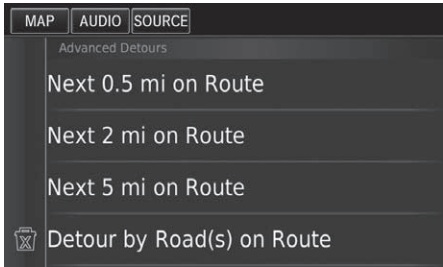 MAP AUDIO SOURCE
Advanced Detours
Next 0.5 mi on Route
Next 2 mi on Route
Next 5 mi on Route
Detour by Road(s) on Route